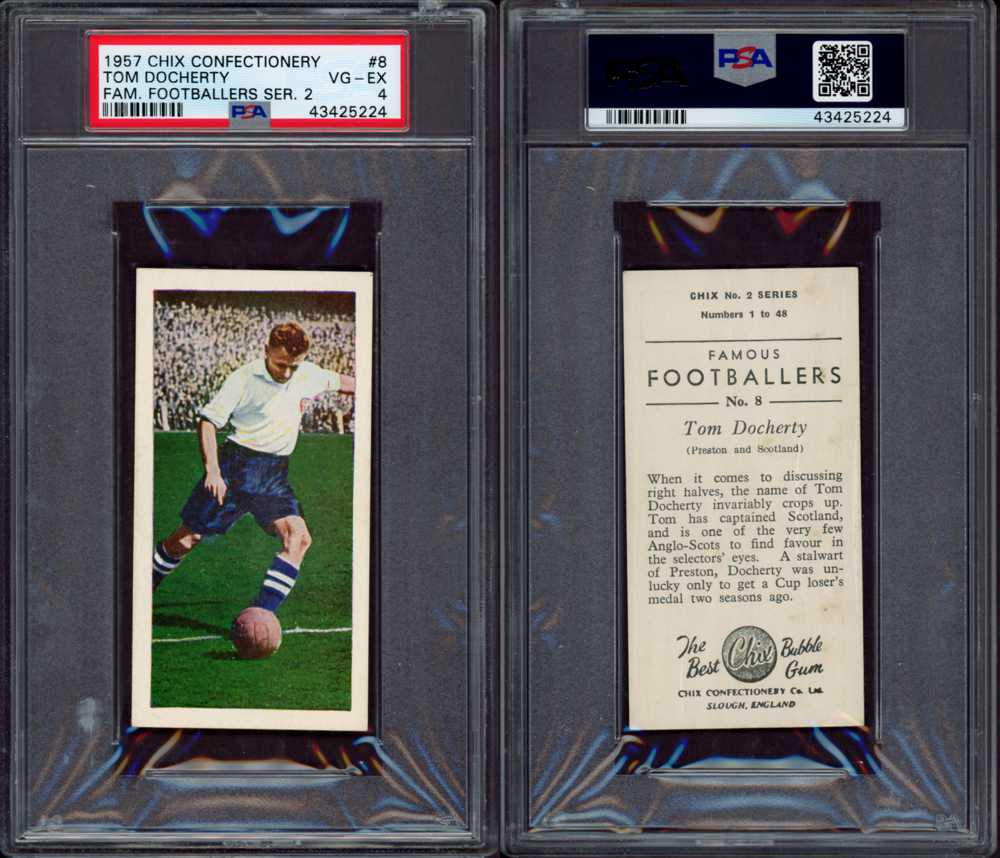 1957 CHIX CONFECTIONERY #8
TOM DOCHERTY VG-EX
FAM. FOOTBALLERS SER. 2 4
PSA 43425224
PSA
PSA
43425224
CHIX No. 2 SERIES
Numbers 1 to 48
FAMOUS
FOOTBALLERS
No. 8
Tom Docherty
(Preston and Scotland)
When it comes to discussing
right halves, the name of Tom
Docherty invariably crops up.
Tom has captained Scotland,
and is one of the very few
Anglo-Scots to find favour in
the selectors' eyes. A stalwart
of Preston, Docherty was un-
lucky only to get a Cup loser's
medal two seasons ago.
The Best Chix Bubble Gum
CHIX CONFECTIONERY Co. Ltd.
SLOUGH, ENGLAND